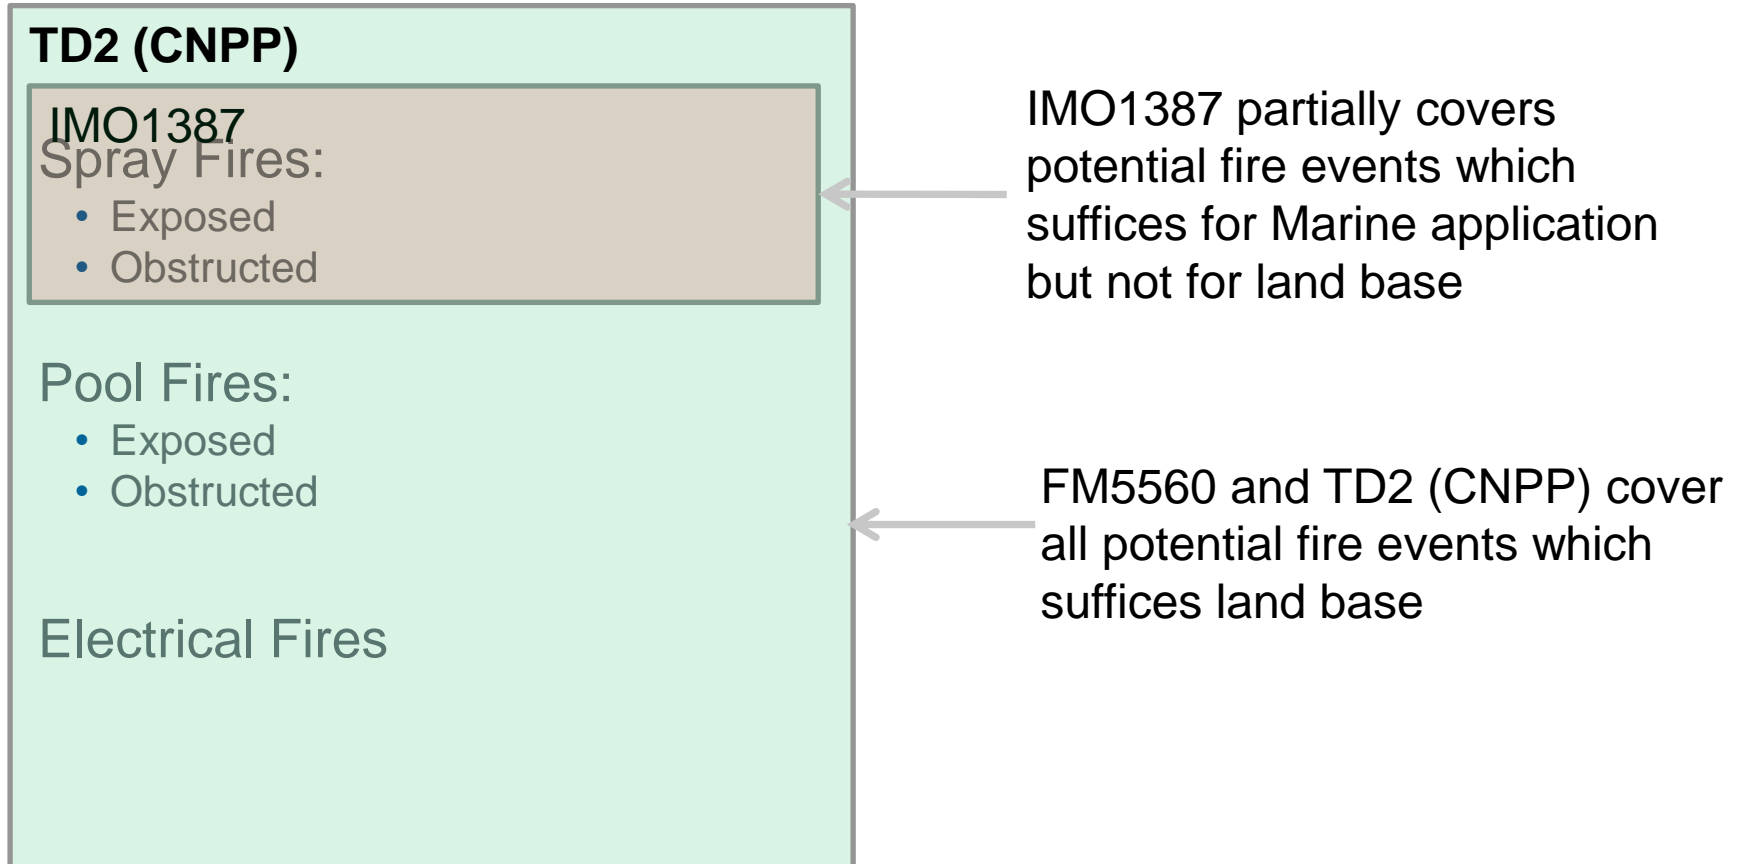 TD2 (CNPP)
IMO1387
Spray Fires:
• Exposed
• Obstructed
Pool Fires:
• Exposed
• Obstructed
Electrical Fires
IMO1387 partially covers
potential fire events which
suffices for Marine application
but not for land base
FM5560 and TD2 (CNPP) cover
all potential fire events which
suffices land base